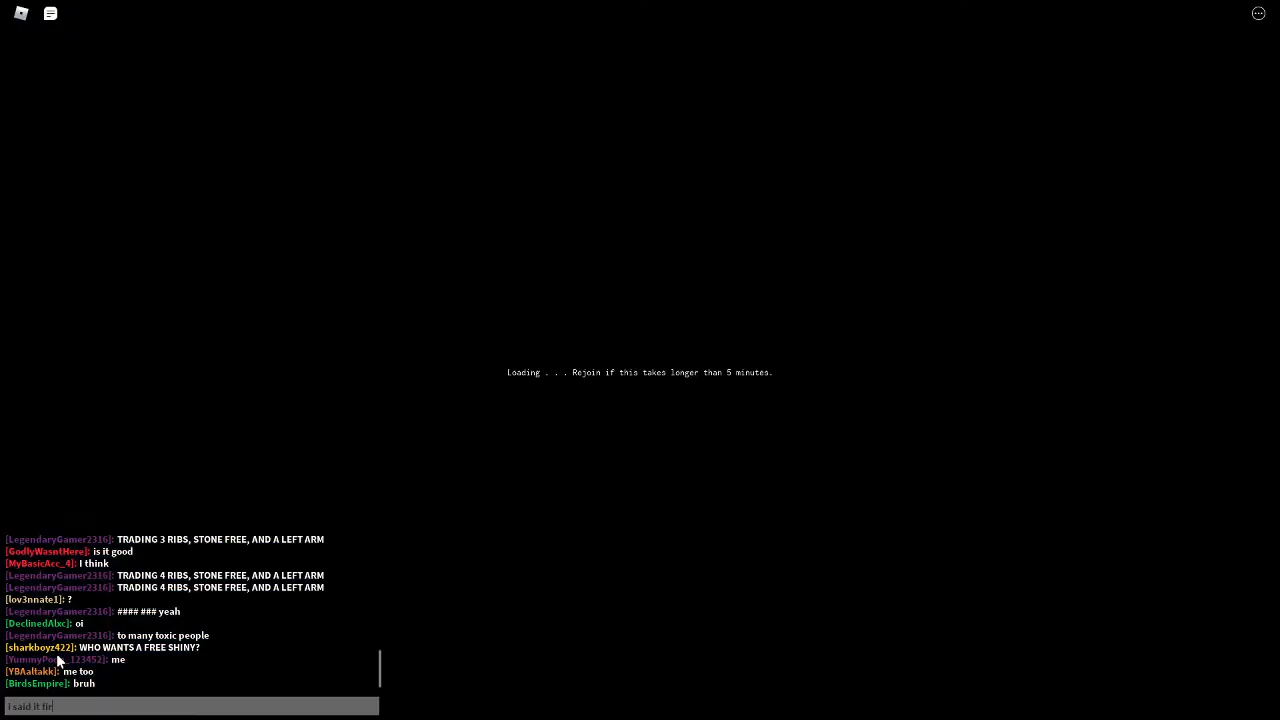 Loading . . . Rejoin if this takes longer than 5 minutes.
[LegendaryGamer2316]: TRADING 3 RIBS, STONE FREE, AND A LEFT ARM
[GodlyWasntHere]: is it good
[MyBasicAcc_4]: I think
[LegendaryGamer2316]: TRADING 4 RIBS, STONE FREE, AND A LEFT ARM
[LegendaryGamer2316]: TRADING 4 RIBS, STONE FREE, AND A LEFT ARM
[lov3nnate1]: ?
[LegendaryGamer2316]: #### ### yeah
[DeclinedAlxc]: oi
[LegendaryGamer2316]: to many toxic people
[sharkboyz422]: WHO WANTS A FREE SHINY?
me
[YBAaltakk]: me too
[BirdsEmpire]: bruh
I said it fir